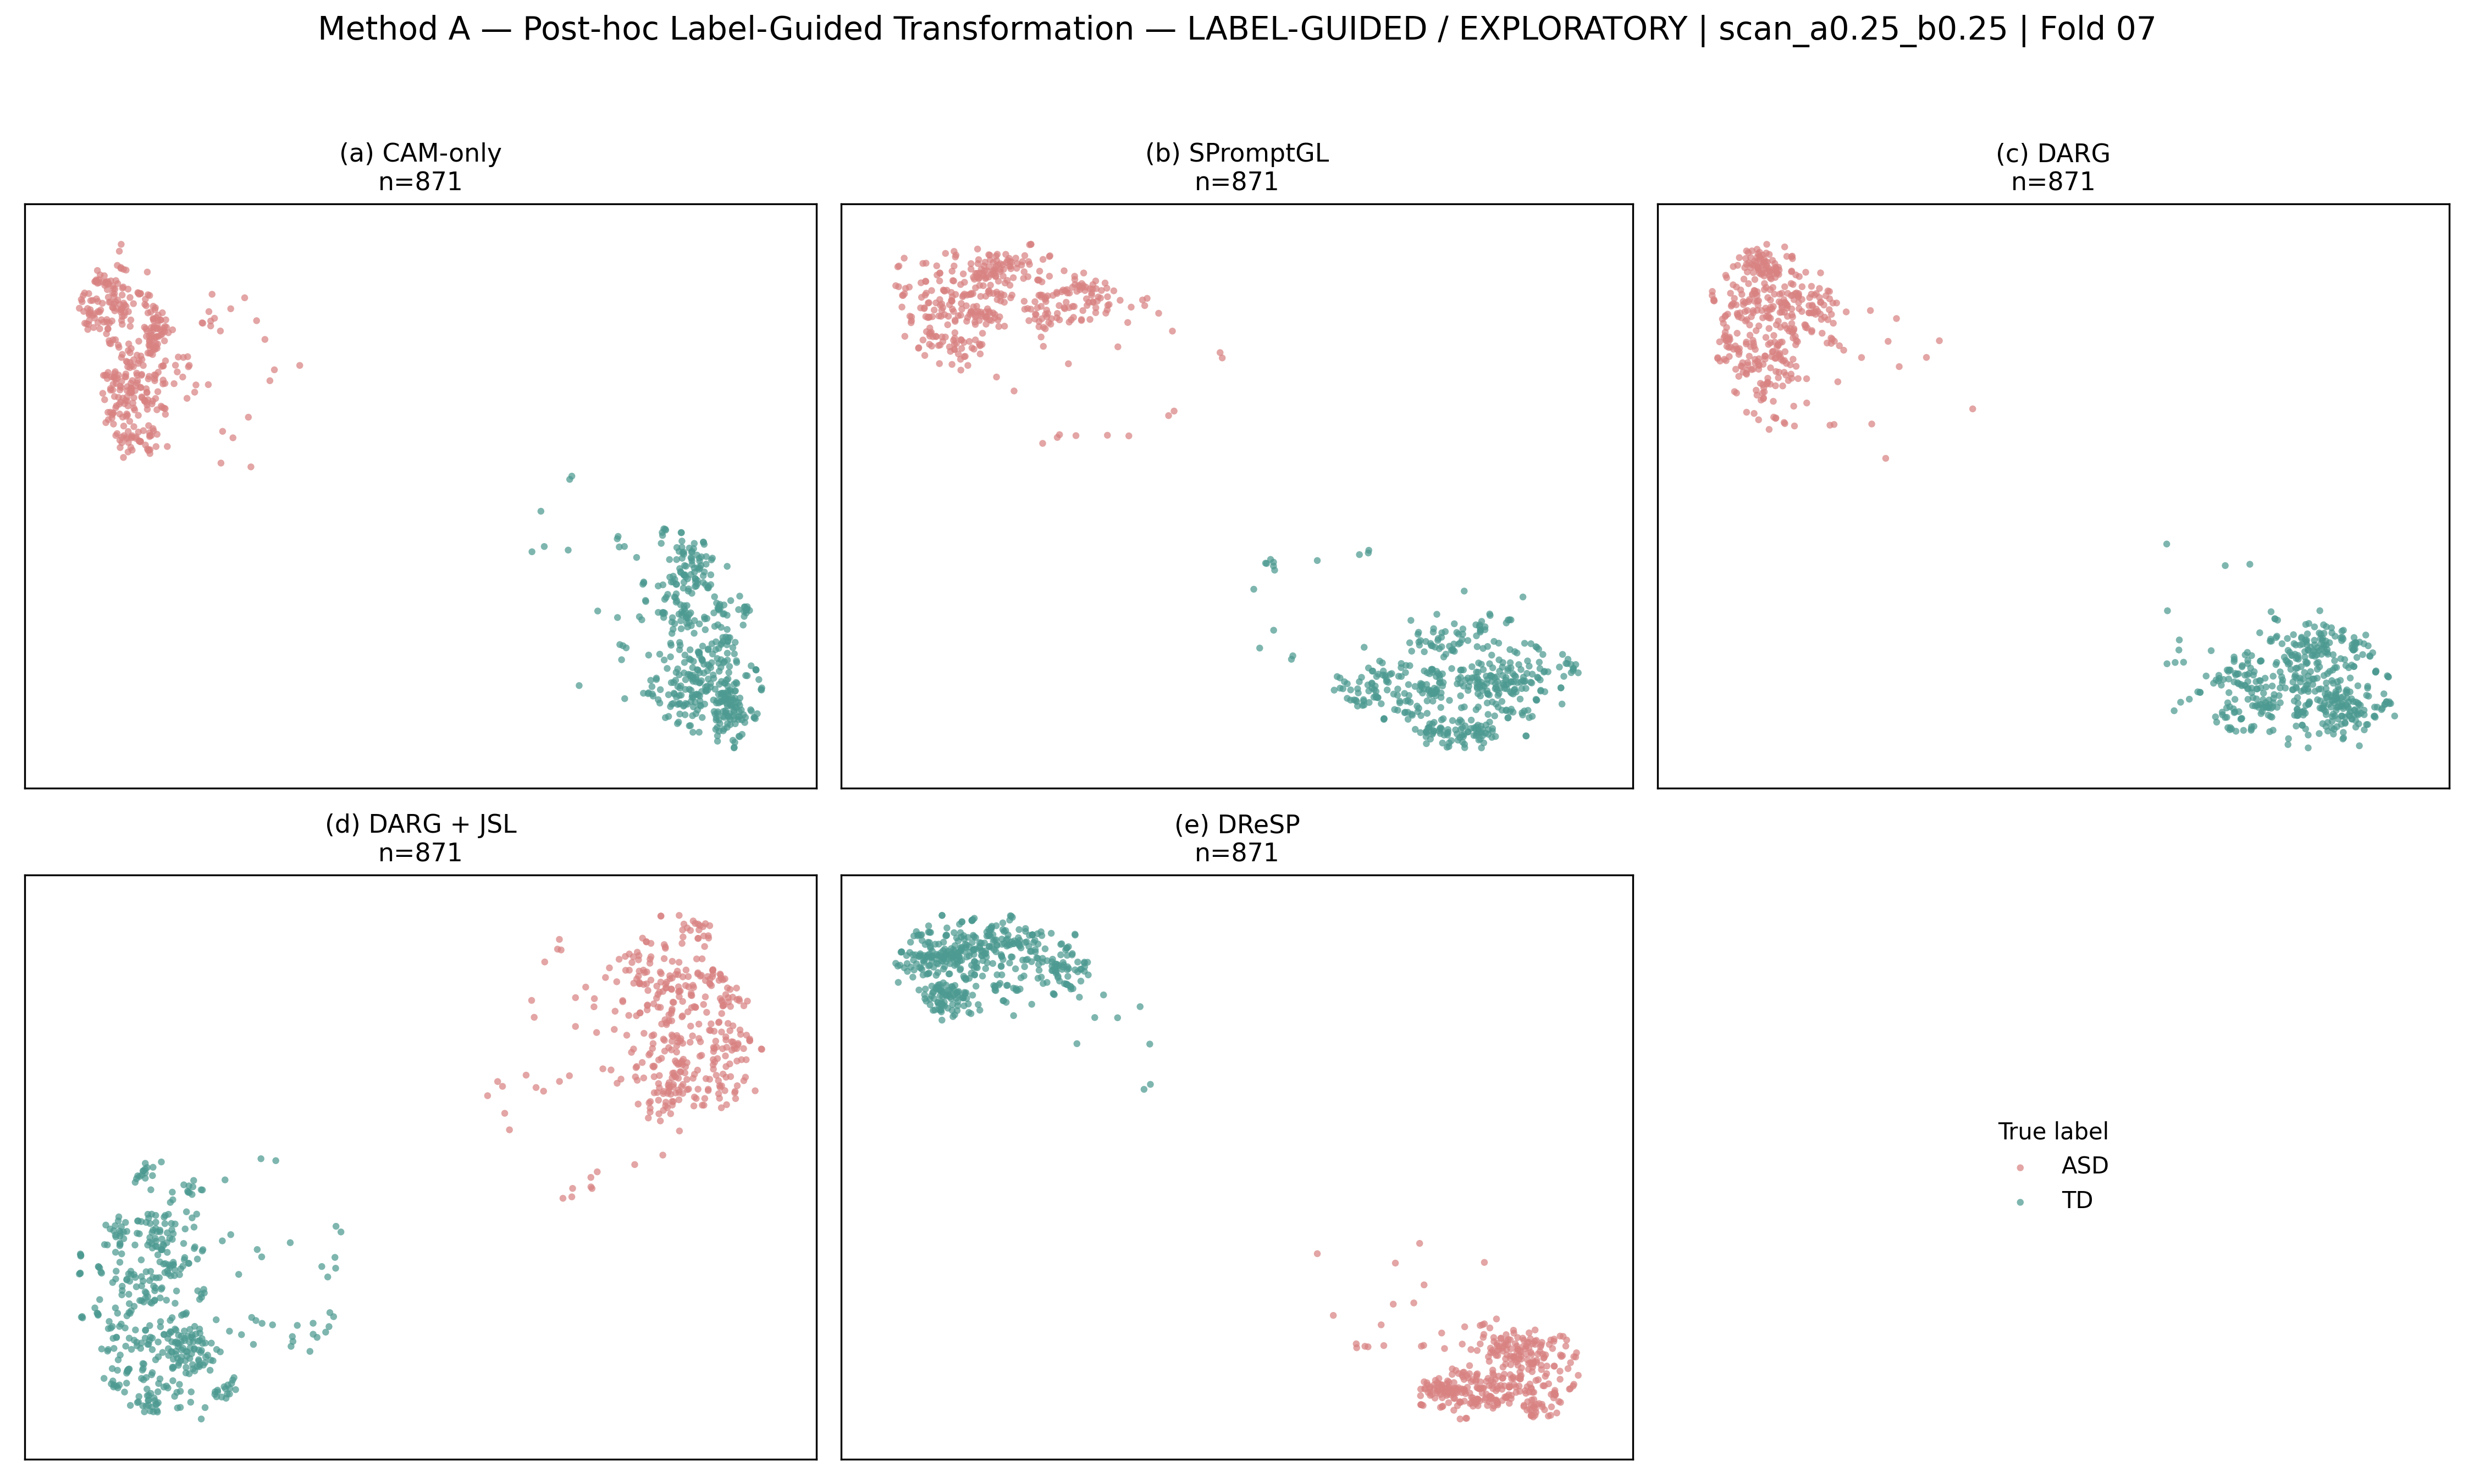 Method A — Post-hoc Label-Guided Transformation — LABEL-GUIDED / EXPLORATORY | scan_a0.25_b0.25 | Fold 07
(a) CAM-only
n=871
(b) SPromptGL
n=871
(c) DARG
n=871
(d) DARG + JSL
n=871
(e) DReSP
n=871
True label
ASD
TD